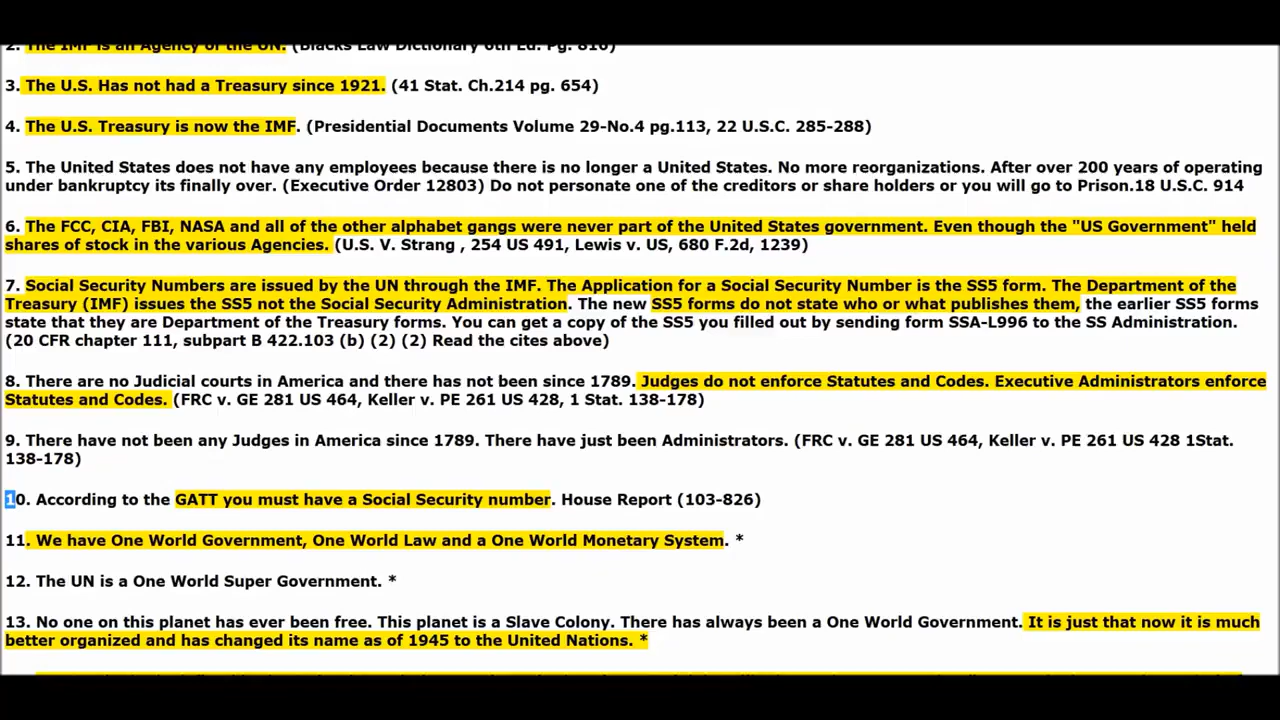 2. The IMF is an Agency of the UN. (Blacks Law Dictionary 6th Ed. Pg. 816)
3. The U.S. Has not had a Treasury since 1921. (41 Stat. Ch.214 pg. 654)
4. The U.S. Treasury is now the IMF. (Presidential Documents Volume 29-No.4 pg.113, 22 U.S.C. 285-288)
5. The United States does not have any employees because there is no longer a United States. No more reorganizations. After over 200 years of operating
under bankruptcy its finally over. (Executive Order 12803) Do not personate one of the creditors or share holders or you will go to Prison.18 U.S.C. 914
6. The FCC, CIA, FBI, NASA and all of the other alphabet gangs were never part of the United States government. Even though the "US Government" held
shares of stock in the various Agencies. (U.S. V. Strang , 254 US 491, Lewis v. US, 680 F.2d, 1239)
7. Social Security Numbers are issued by the UN through the IMF. The Application for a Social Security Number is the SS5 form. The Department of the
Treasury (IMF) issues the SS5 not the Social Security Administration. The new SS5 forms do not state who or what publishes them, the earlier SS5 forms
state that they are Department of the Treasury forms. You can get a copy of the SS5 you filled out by sending form SSA-L996 to the SS Administration.
(20 CFR chapter 111, subpart B 422.103 (b) (2) (2) Read the cites above)
8. There are no Judicial courts in America and there has not been since 1789. Judges do not enforce Statutes and Codes. Executive Administrators enforce
Statutes and Codes. (FRC v. GE 281 US 464, Keller v. PE 261 US 428, 1 Stat. 138-178)
9. There have not been any Judges in America since 1789. There have just been Administrators. (FRC v. GE 281 US 464, Keller v. PE 261 US 428 1Stat.
138-178)
10. According to the GATT you must have a Social Security number. House Report (103-826)
11. We have One World Government, One World Law and a One World Monetary System. *
12. The UN is a One World Super Government. *
13. No one on this planet has ever been free. This planet is a Slave Colony. There has always been a One World Government. It is just that now it is much
better organized and has changed its name as of 1945 to the United Nations. *